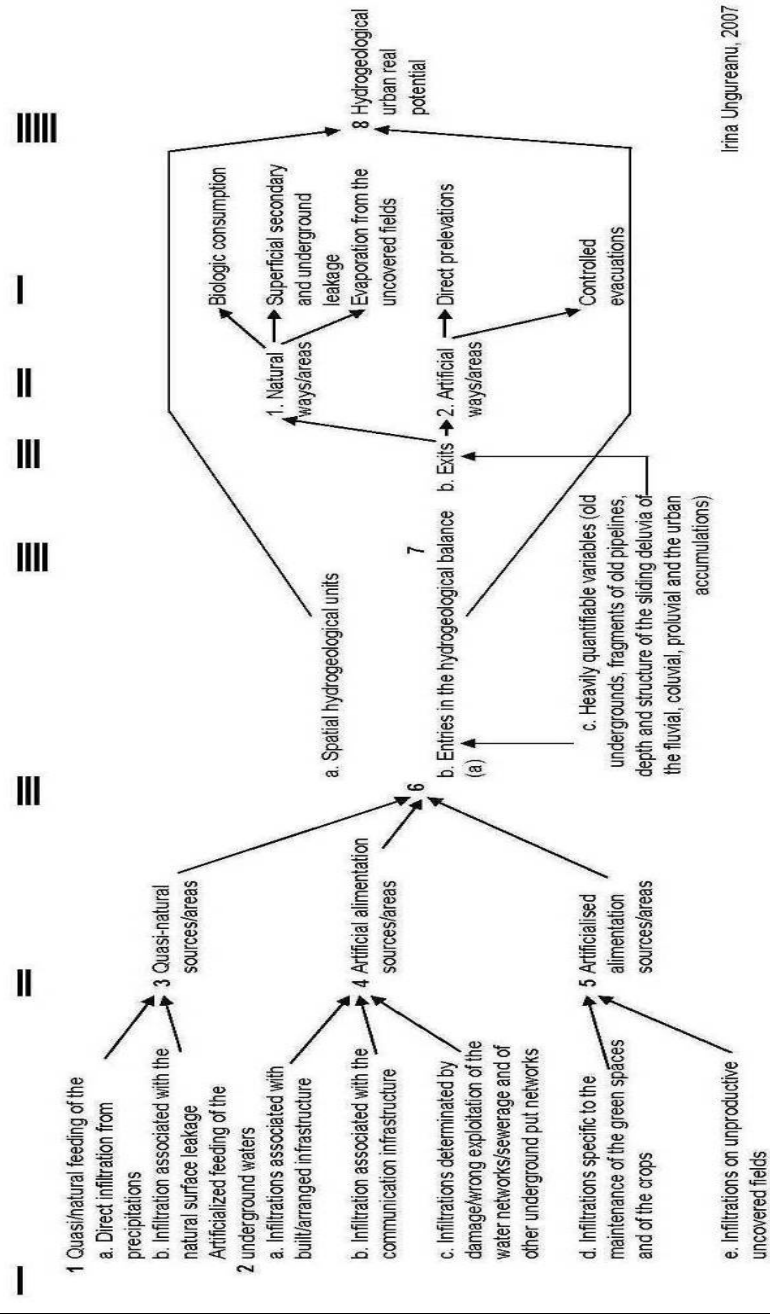 I
II
III
IIII
III
II
I
IIIII
1 Quasi/natural feeding of the
a. Direct infiltration from
precipitations
b. Infiltration associated with the
natural surface leakage
Artificialized feeding of the
2 underground waters
a. Infiltrations associated with
built/arranged infrastructure
b. Infiltration associated with the
communication infrastructure
c. Infiltrations determined by
damage/wrong exploitation of the
water networks/sewerage and of
other underground put networks
d. Infiltrations specific to the
maintenance of the green spaces
and of the crops
e. Infiltrations on unproductive
uncovered fields
3 Quasi-natural
sources/areas
4 Artificial alimentation
sources/areas
5 Artificialised
alimentation
sources/areas
6
a. Spatial hydrogeological units
b. Entries in the hydrogeological balance
(a)
7
c. Heavily quantifiable variables (old
undergrounds, fragments of old pipelines,
depth and structure of the sliding deluvia of
the fluvial, coluvial, proluvial and the urban
accumulations)
b. Exits
1. Natural
ways/areas
2. Artificial
ways/areas
Biologic consumption
Superficial secondary
and underground
leakage
Evaporation from the
uncovered fields
Direct prelevations
Controlled
evacuations
8 Hydrogeological
urban real
potential
Irina Ungureanu, 2007